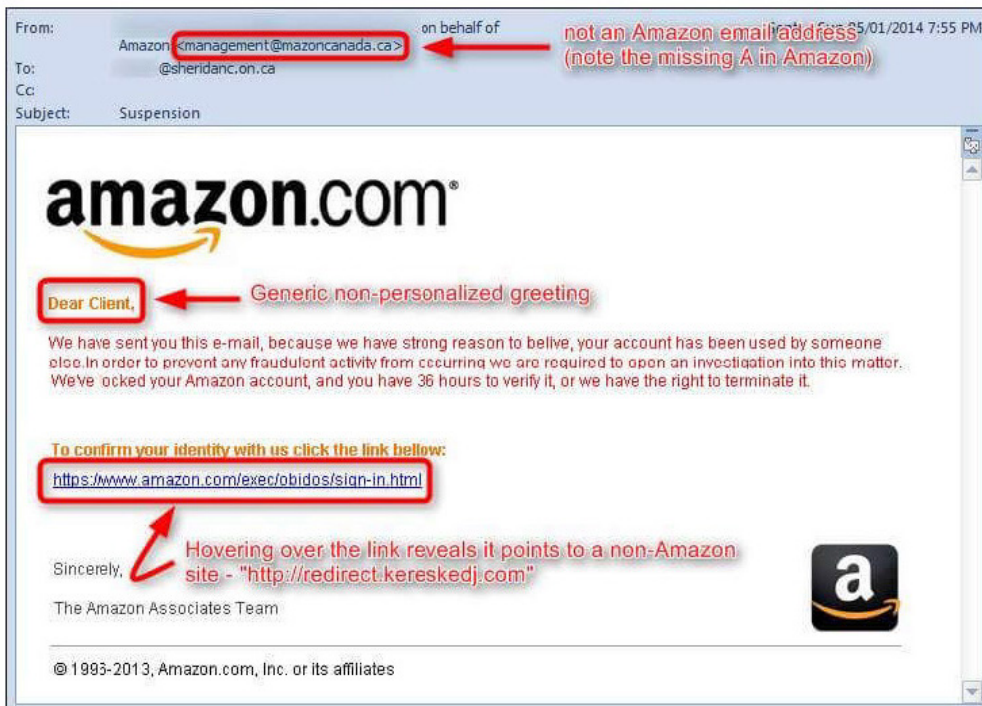 From: on behalf of
Amazon <management@mazoncanada.ca>
Sun 05/01/2014 7:55 PM
not an Amazon email address
(note the missing A in Amazon)
To: @sheridanc.on.ca
Cc:
Subject: Suspension
amazon.com®
Dear Client,
Generic non-personalized greeting
We have sent you this e-mail, because we have strong reason to belive, your account has been used by someone
else.In order to prevent any fraudulent activity from occurring we are required to open an investigation into this matter.
We've locked your Amazon account, and you have 36 hours to verify it, or we have the right to terminate it.
To confirm your identity with us click the link bellow:
https://www.amazon.com/exec/obidos/sign-in.html
Hovering over the link reveals it points to a non-Amazon
site - "http://redirect.kereskedj.com"
Sincerely,
The Amazon Associates Team
a
© 1996-2013, Amazon.com, Inc. or its affiliates